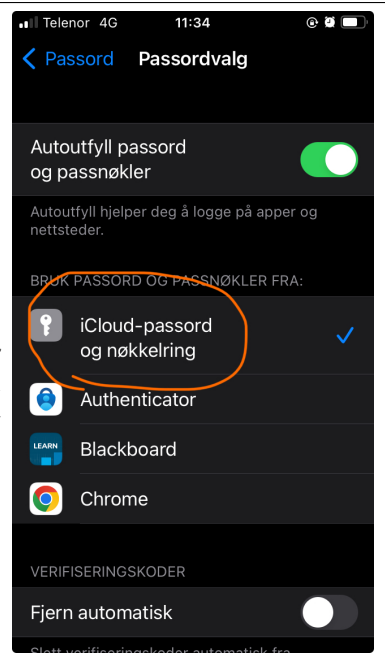 Telenor 4G 11:34
Passord Passordvalg
Autoutfyll passord
og passnøkler
Autoutfyll hjelper deg å logge på apper og
nettsteder.
BRUK PASSORD OG PASSNØKLER FRA:
iCloud-passord
og nøkkelring
Authenticator
LEARN
Blackboard
Chrome
VERIFISERINGSKODER
Fjern automatisk
Slett verifiseringskoder automatisk fra